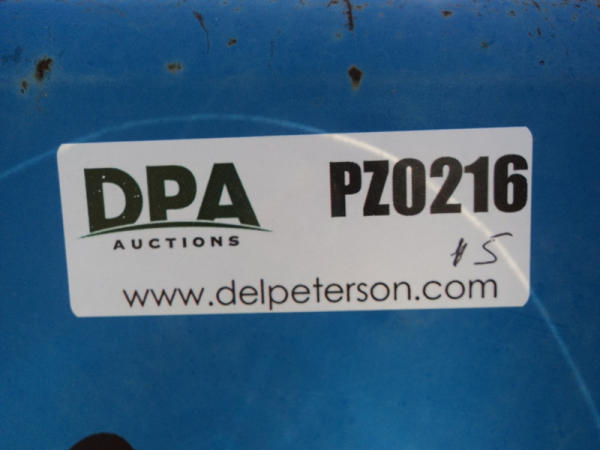 DPA
AUCTIONS
PZ0216
#5
www.delpeterson.com